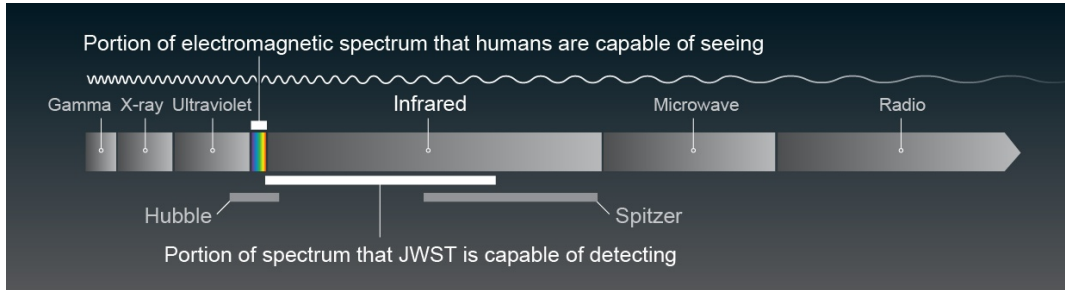 Portion of electromagnetic spectrum that humans are capable of seeing
Gamma X-ray Ultraviolet Infrared Microwave Radio
Hubble Spitzer
Portion of spectrum that JWST is capable of detecting